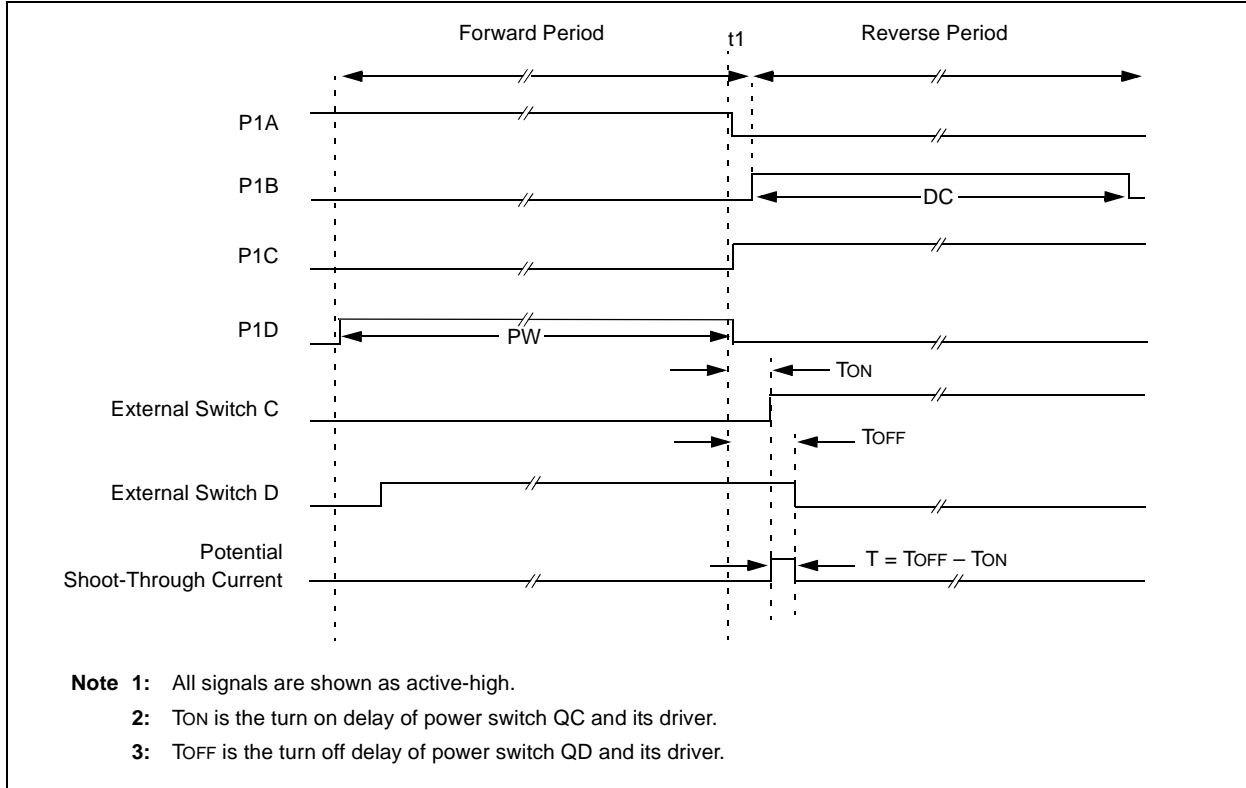 Forward Period
t1
Reverse Period
P1A
P1B
DC
P1C
P1D
PW
TON
External Switch C
TOFF
External Switch D
Potential
Shoot-Through Current
T = TOFF – TON
Note 1: All signals are shown as active-high.
2: TON is the turn on delay of power switch QC and its driver.
3: TOFF is the turn off delay of power switch QD and its driver.